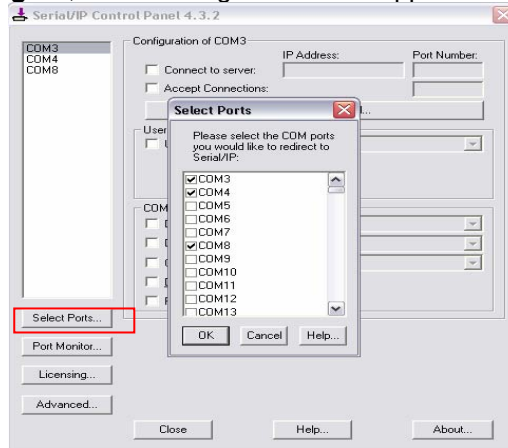 Serial/IP Control Panel 4.3.2
COM3
COM4
COM8
Configuration of COM3
IP Address:
Port Number:
Connect to server:
Accept Connections:
Select Ports
Please select the COM ports
you would like to redirect to
Serial/IP:
COM3
COM4
COM5
COM6
COM7
COM8
COM9
COM10
COM11
COM12
COM13
OK
Cancel
Help...
User
COM
Select Ports...
Port Monitor...
Licensing...
Advanced...
Close
Help...
About...